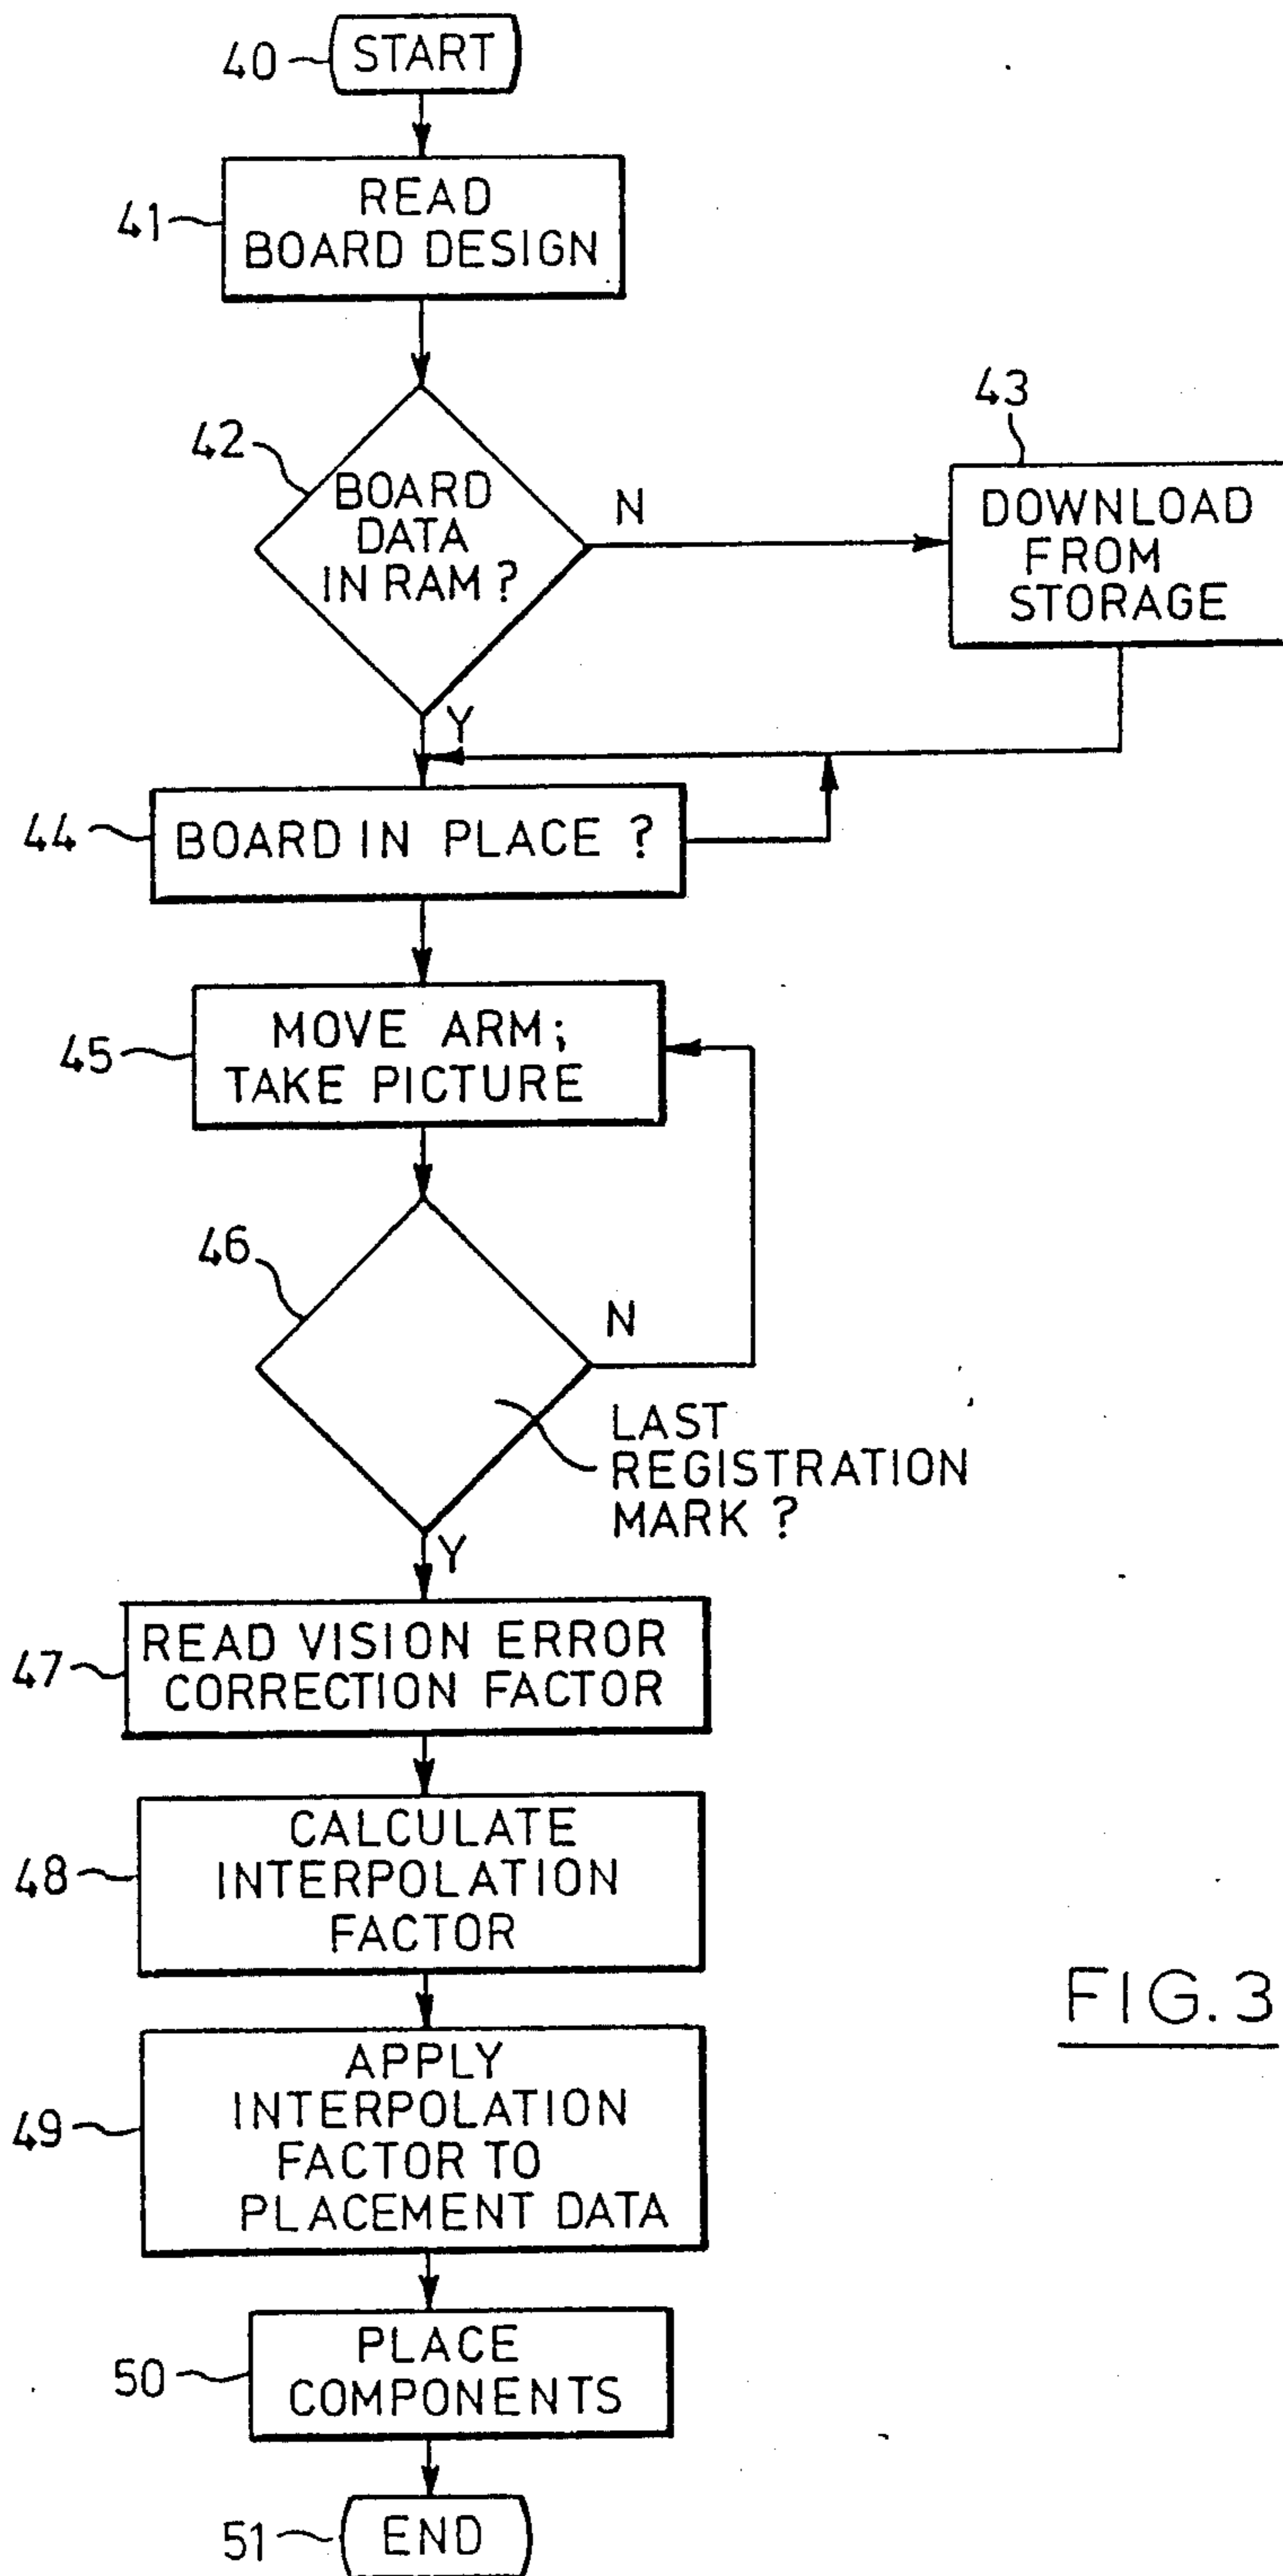 40
START
41
READ
BOARD DESIGN
42
BOARD
DATA
IN RAM ?
N
43
DOWNLOAD
FROM
STORAGE
Y
44
BOARD IN PLACE ?
45
MOVE ARM;
TAKE PICTURE
46
N
LAST
REGISTRATION
MARK ?
Y
47
READ VISION ERROR
CORRECTION FACTOR
48
CALCULATE
INTERPOLATION
FACTOR
49
APPLY
INTERPOLATION
FACTOR TO
PLACEMENT DATA
50
PLACE
COMPONENTS
51
END
FIG.3